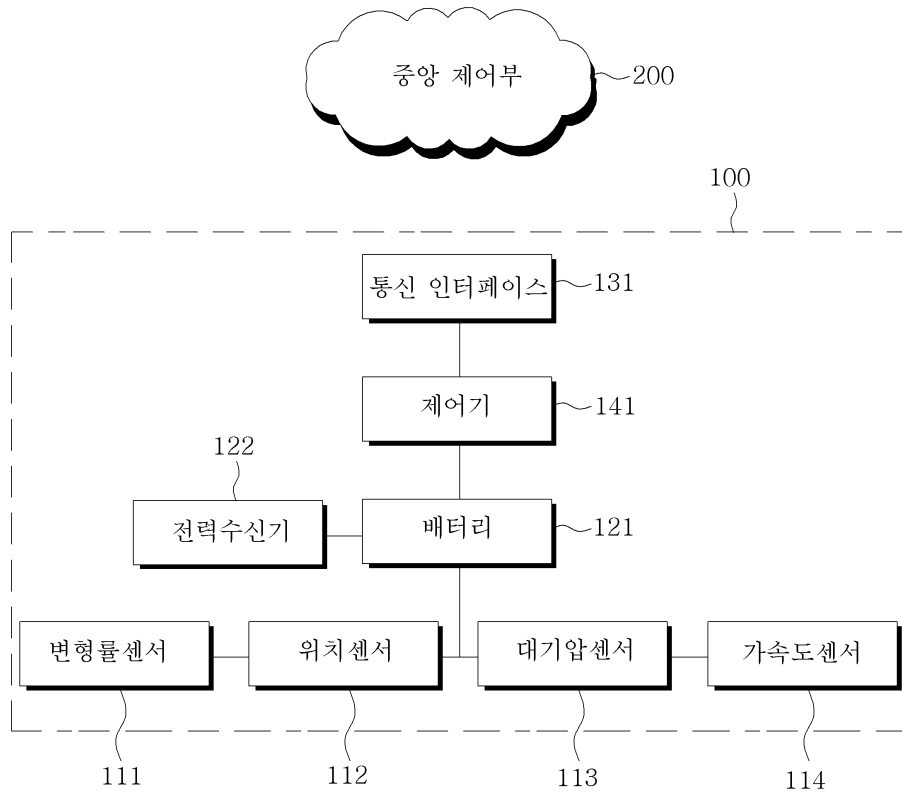 중앙 제어부
200
100
통신 인터페이스
131
제어기
141
122
전력수신기
배터리
121
변형률센서
위치센서
대기압센서
가속도센서
111
112
113
114